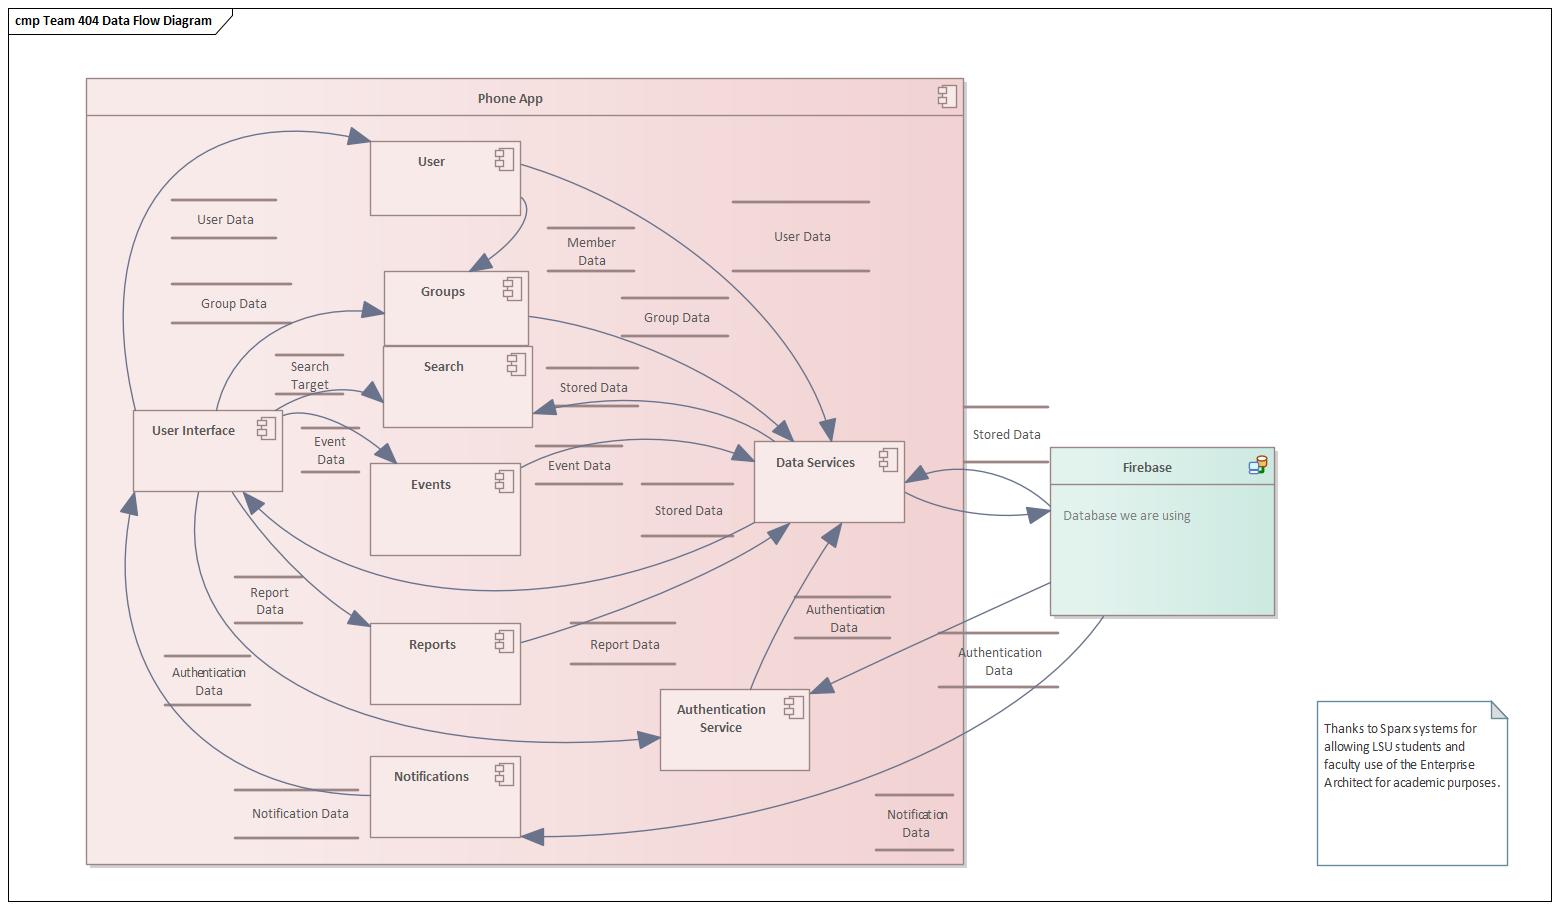 cmp Team 404 Data Flow Diagram
Phone App
User
User Data
User Data
Member
Data
Groups
Group Data
Group Data
Search
Search
Target
Stored Data
User Interface
Event
Data
Events
Event Data
Data Services
Stored Data
Stored Data
Firebase
Database we are using
Report
Data
Reports
Report Data
Authentication
Data
Authentication
Data
Authentication
Data
Authentication
Service
Notifications
Notification Data
Notification
Data
Thanks to Sparx systems for
allowing LSU students and
faculty use of the Enterprise
Architect for academic purposes.